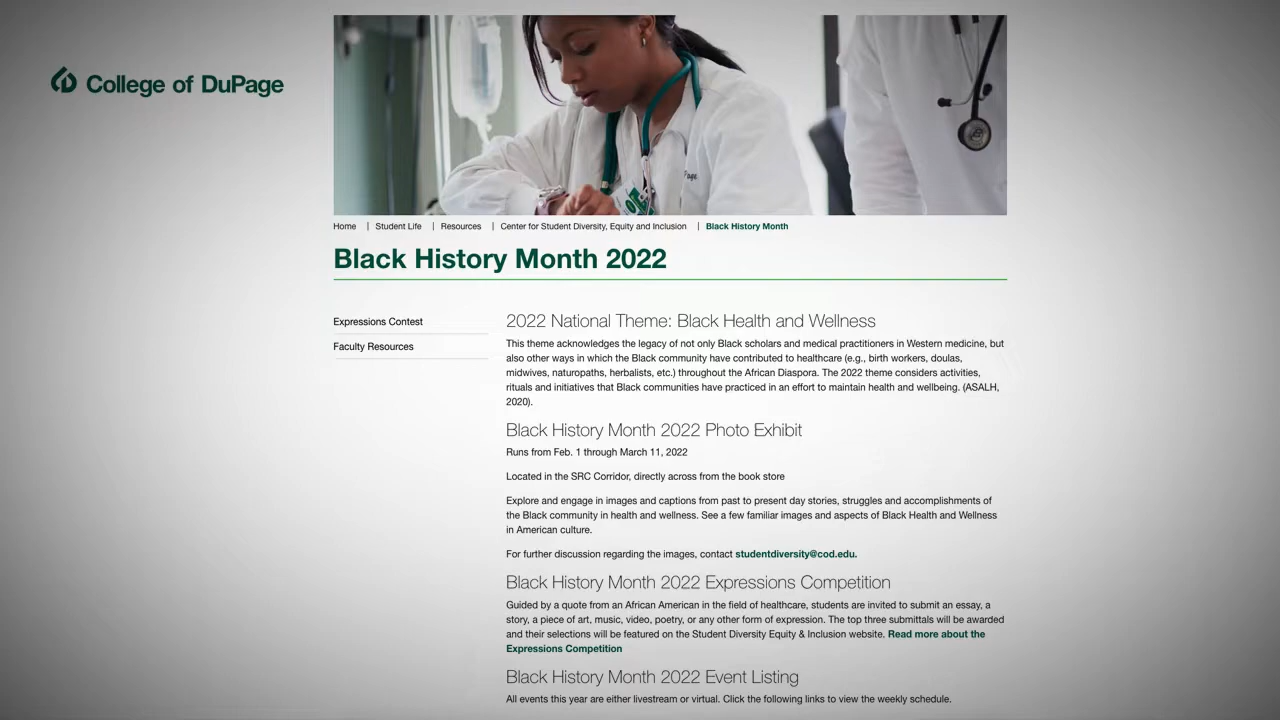 College of DuPage
Page
Home | Student Life | Resources | Center for Student Diversity, Equity and Inclusion | Black History Month
Black History Month 2022
Expressions Contest
Faculty Resources
2022 National Theme: Black Health and Wellness
This theme acknowledges the legacy of not only Black scholars and medical practitioners in Western medicine, but
also other ways in which the Black community have contributed to healthcare (e.g., birth workers, doulas,
midwives, naturopaths, herbalists, etc.) throughout the African Diaspora. The 2022 theme considers activities,
rituals and initiatives that Black communities have practiced in an effort to maintain health and wellbeing. (ASALH,
2020).
Black History Month 2022 Photo Exhibit
Runs from Feb. 1 through March 11, 2022
Located in the SRC Corridor, directly across from the book store
Explore and engage in images and captions from past to present day stories, struggles and accomplishments of
the Black community in health and wellness. See a few familiar images and aspects of Black Health and Wellness
in American culture.
For further discussion regarding the images, contact studentdiversity@cod.edu.
Black History Month 2022 Expressions Competition
Guided by a quote from an African American in the field of healthcare, students are invited to submit an essay, a
story, a piece of art, music, video, poetry, or any other form of expression. The top three submittals will be awarded
and their selections will be featured on the Student Diversity Equity & Inclusion website. Read more about the
Expressions Competition
Black History Month 2022 Event Listing
All events this year are either livestream or virtual. Click the following links to view the weekly schedule.